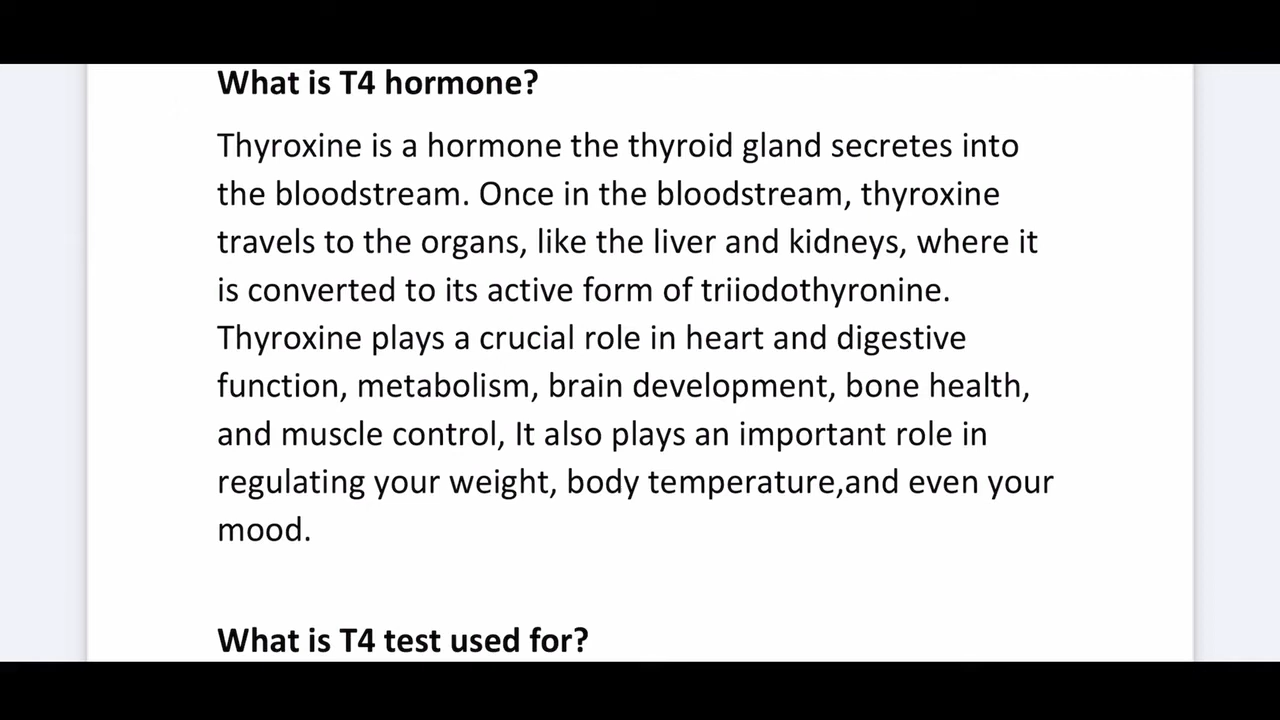 What is T4 hormone?
Thyroxine is a hormone the thyroid gland secretes into
the bloodstream. Once in the bloodstream, thyroxine
travels to the organs, like the liver and kidneys, where it
is converted to its active form of triiodothyronine.
Thyroxine plays a crucial role in heart and digestive
function, metabolism, brain development, bone health,
and muscle control, It also plays an important role in
regulating your weight, body temperature,and even your
mood.
What is T4 test used for?